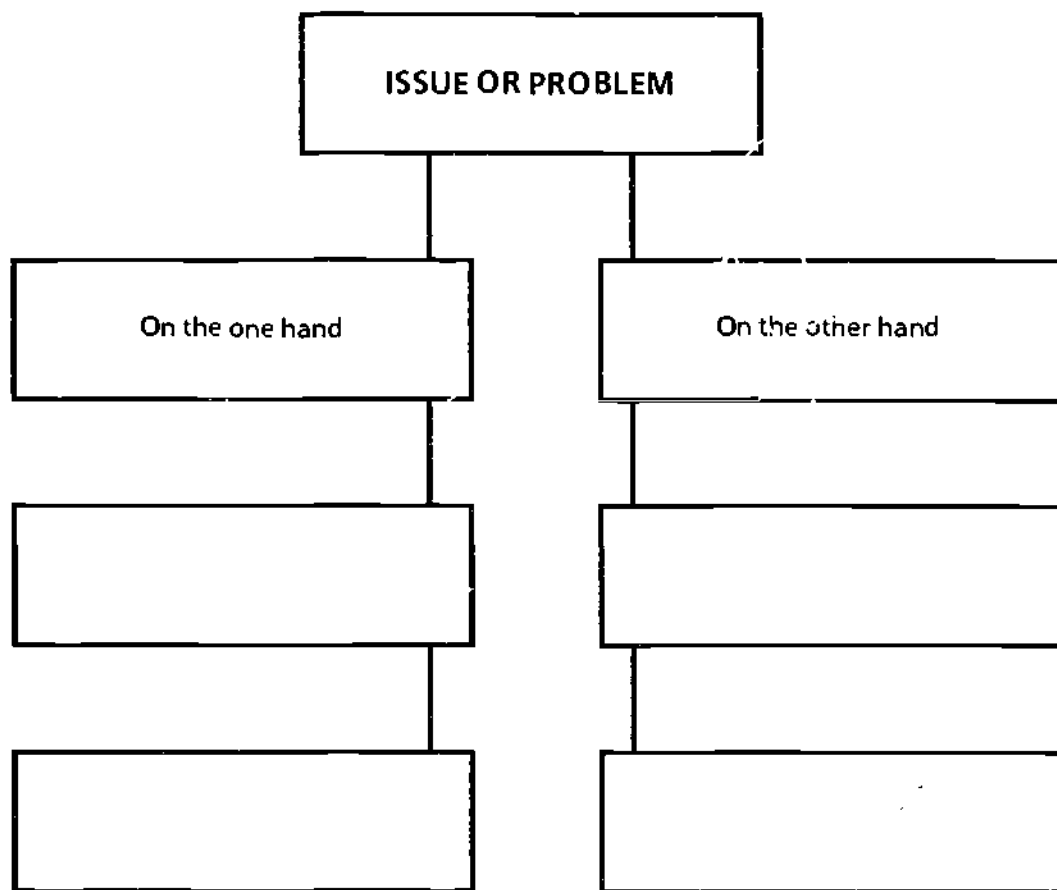 ISSUE OR PROBLEM
On the one hand
On the other hand